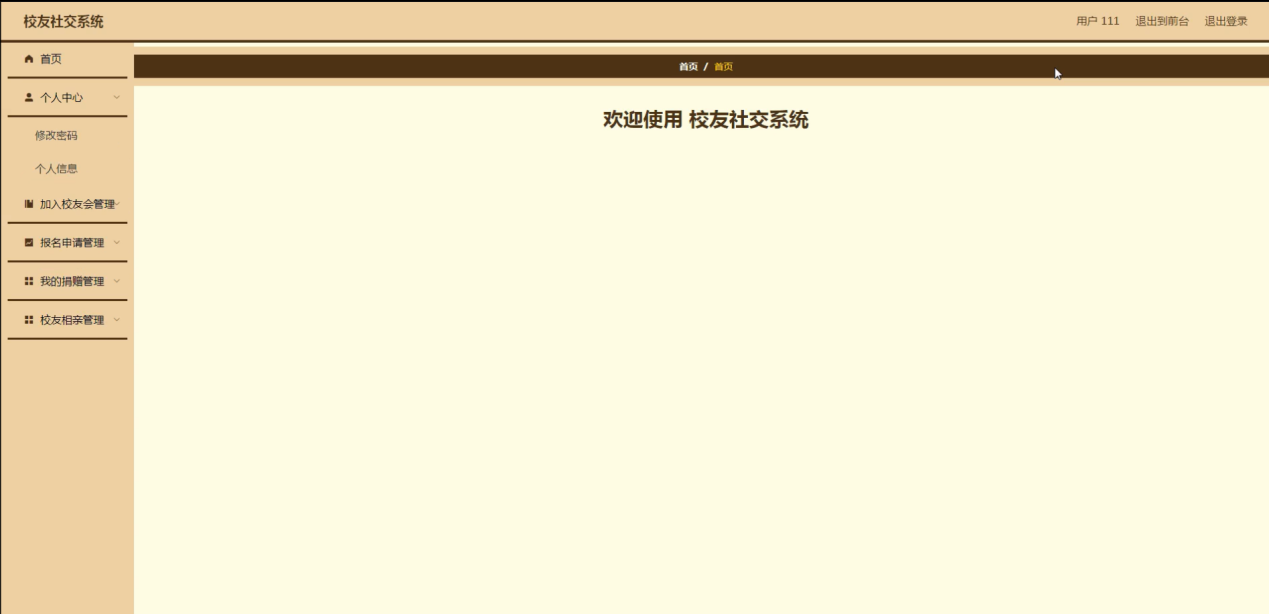 校友社交系统
用户 111 退出到前台 退出登录
首页
个人中心
修改密码
个人信息
加入校友会管理
报名申请管理
我的捐赠管理
校友相亲管理
首页 / 首页
欢迎使用 校友社交系统